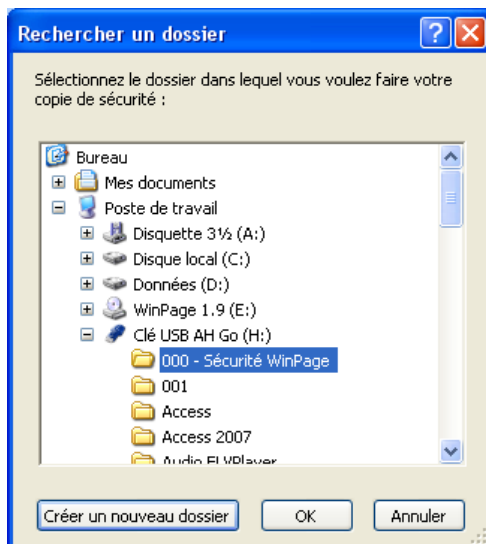 Rechercher un dossier
Sélectionnez le dossier dans lequel vous voulez faire votre
copie de sécurité :
Bureau
Mes documents
Poste de travail
Disquette 3½ (A:)
Disque local (C:)
Données (D:)
WinPage 1.9 (E:)
Clé USB AH Go (H:)
000 - Sécurité WinPage
001
Access
Access 2007
Audio FLVPlayer
Créer un nouveau dossier OK Annuler